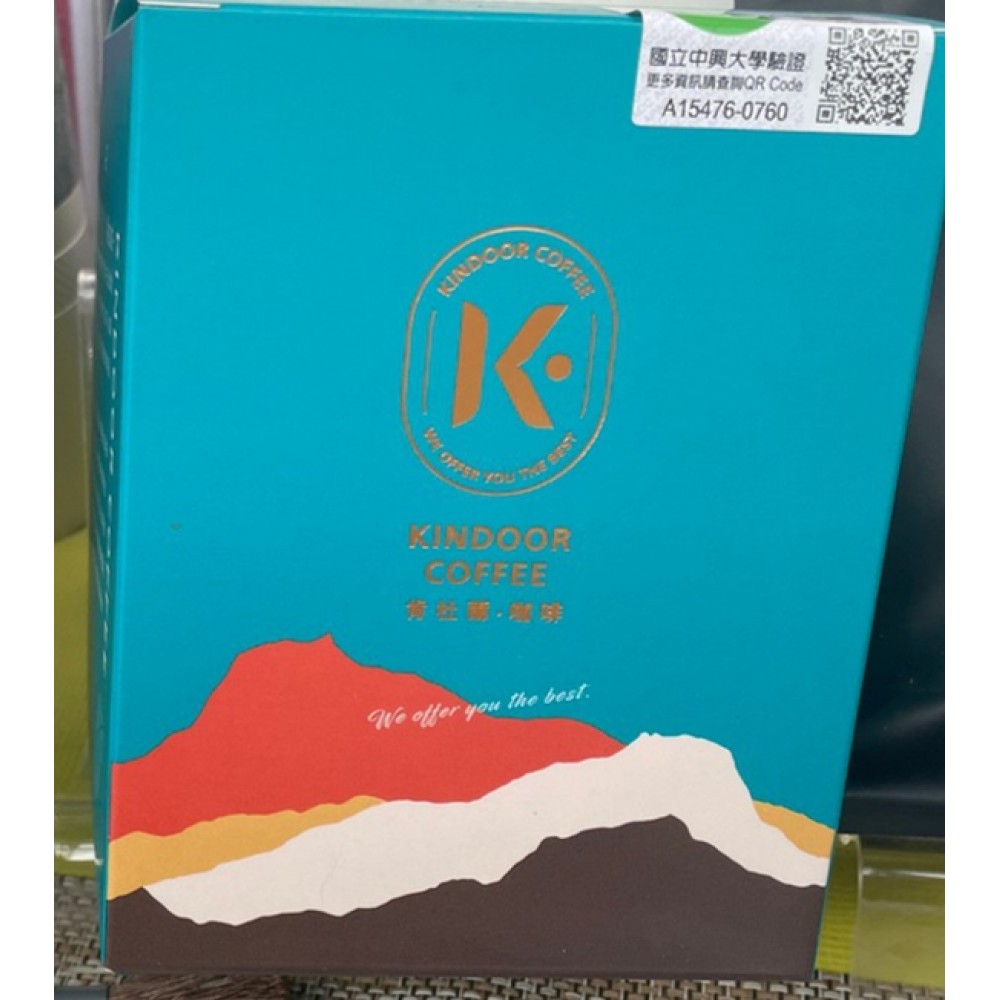 國立中興大學驗證
更多資訊請查詢QR Code
A15476-0760
KINDOOR COFFEE
K
WE OFFER YOU THE BEST
KINDOOR
COFFEE
肯杜爾·咖啡
We offer you the best.